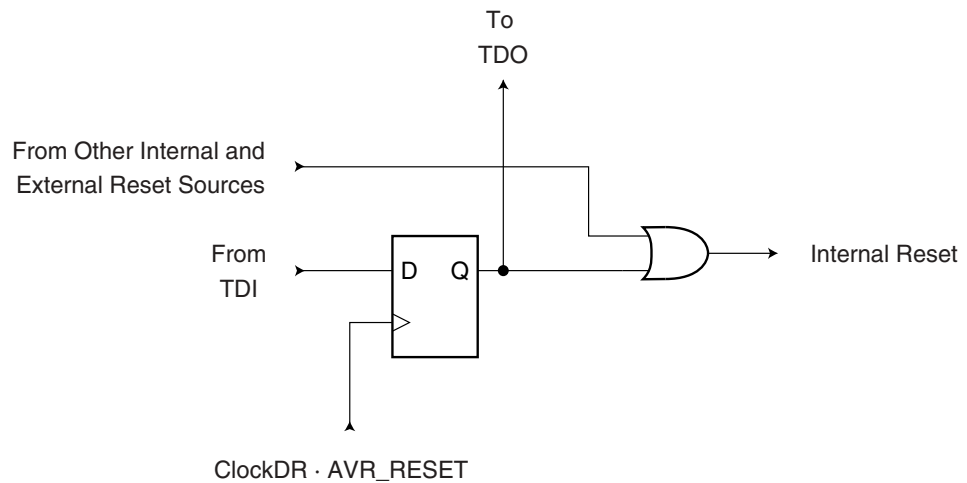 To
TDO
From Other Internal and
External Reset Sources
From
TDI
D
Q
Internal Reset
ClockDR · AVR_RESET